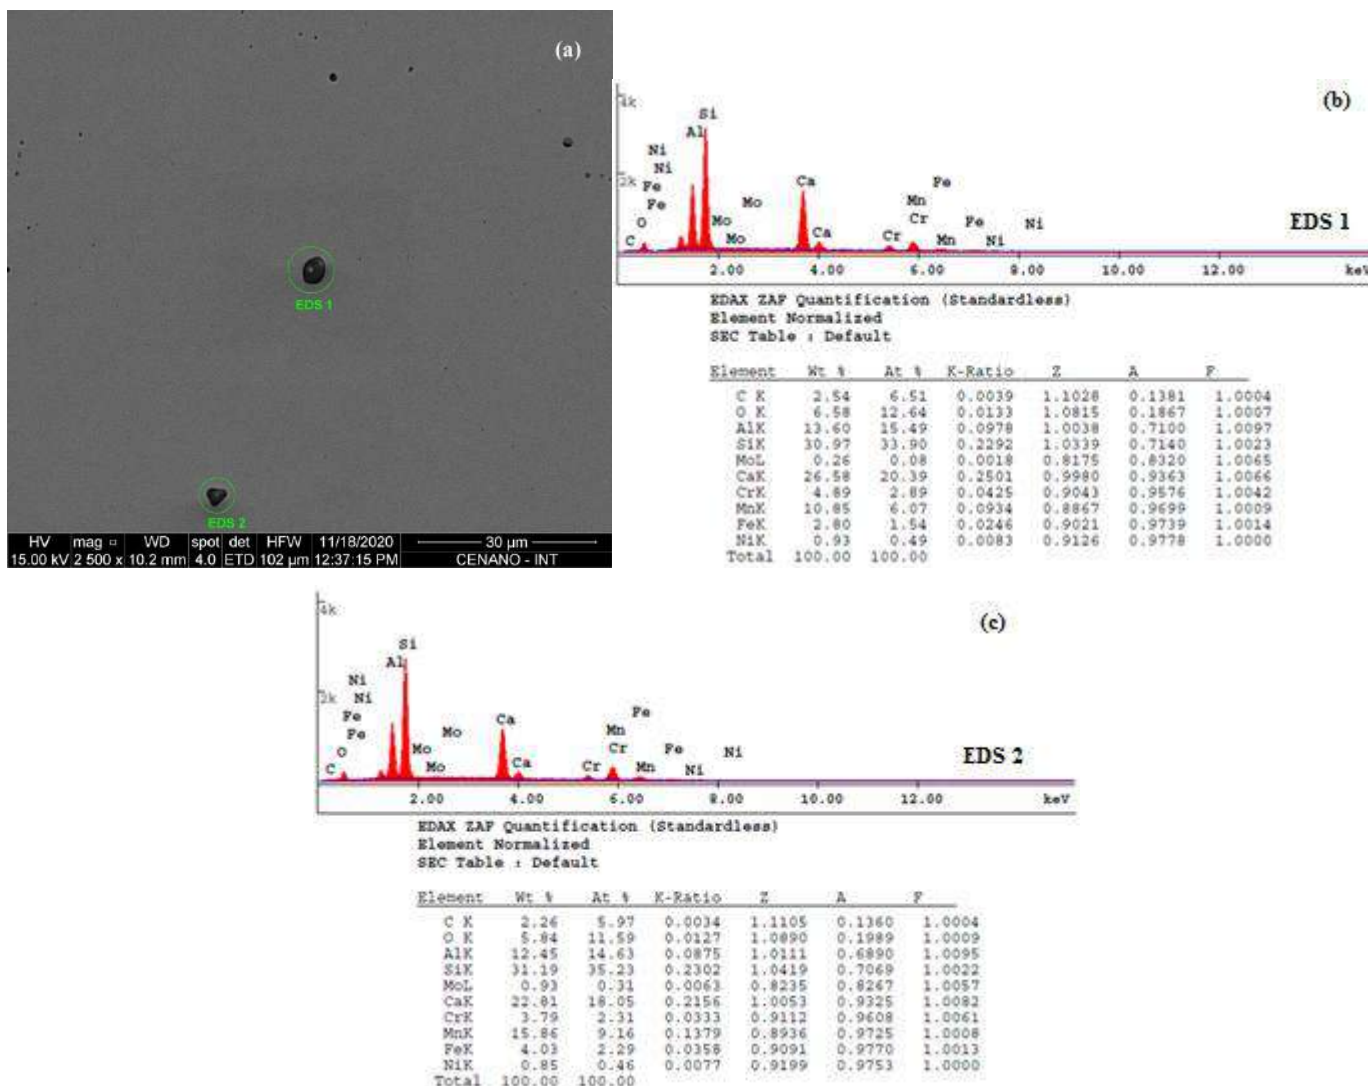 (a)
EDS 1
EDS 2
HV mag □ WD spot det HFW 11/18/2020 30 µm
15.00 kV 2 500 x 10.2 mm 4.0 ETD 102 µm 12:37:15 PM CENANO - INT
(b)
4k
2k
C O Fe Fe Ni Ni Al Si Mo Mo Mo Ca Ca Cr Mn Cr Fe Mn Fe Ni Ni
EDS 1
2.00 4.00 6.00 8.00 10.00 12.00 keV
EDAX ZAF Quantification (Standardless)
Element Normalized
SEC Table : Default
Element Wt % At % K-Ratio Z A F
C K 2.54 6.51 0.0039 1.1028 0.1381 1.0004
O K 6.58 12.64 0.0133 1.0815 0.1867 1.0007
AlK 13.60 15.49 0.0978 1.0038 0.7100 1.0097
SiK 30.97 33.90 0.2292 1.0339 0.7140 1.0023
MoL 0.26 0.08 0.0018 0.8175 0.8320 1.0065
CaK 26.58 20.39 0.2501 0.9980 0.9363 1.0066
CrK 4.89 2.89 0.0425 0.9043 0.9576 1.0042
MnK 10.85 6.07 0.0934 0.8867 0.9699 1.0009
FeK 2.80 1.54 0.0246 0.9021 0.9739 1.0014
NiK 0.93 0.49 0.0083 0.9126 0.9778 1.0000
Total 100.00 100.00
(c)
4k
2k
C O Fe Fe Ni Ni Al Si Mo Mo Mo Ca Ca Cr Mn Cr Fe Mn Fe Ni Ni
EDS 2
2.00 4.00 6.00 8.00 10.00 12.00 keV
EDAX ZAF Quantification (Standardless)
Element Normalized
SEC Table : Default
Element Wt % At % K-Ratio Z A F
C K 2.26 5.97 0.0034 1.1105 0.1360 1.0004
O K 5.84 11.59 0.0127 1.0890 0.1989 1.0009
AlK 12.45 14.63 0.0875 1.0111 0.6890 1.0095
SiK 31.19 35.23 0.2302 1.0419 0.7069 1.0022
MoL 0.93 0.31 0.0063 0.8235 0.8267 1.0057
CaK 22.81 18.05 0.2156 1.0053 0.9325 1.0082
CrK 3.79 2.31 0.0333 0.9112 0.9608 1.0061
MnK 15.86 9.16 0.1379 0.8936 0.9725 1.0008
FeK 4.03 2.29 0.0358 0.9091 0.9770 1.0013
NiK 0.85 0.46 0.0077 0.9199 0.9753 1.0000
Total 100.00 100.00